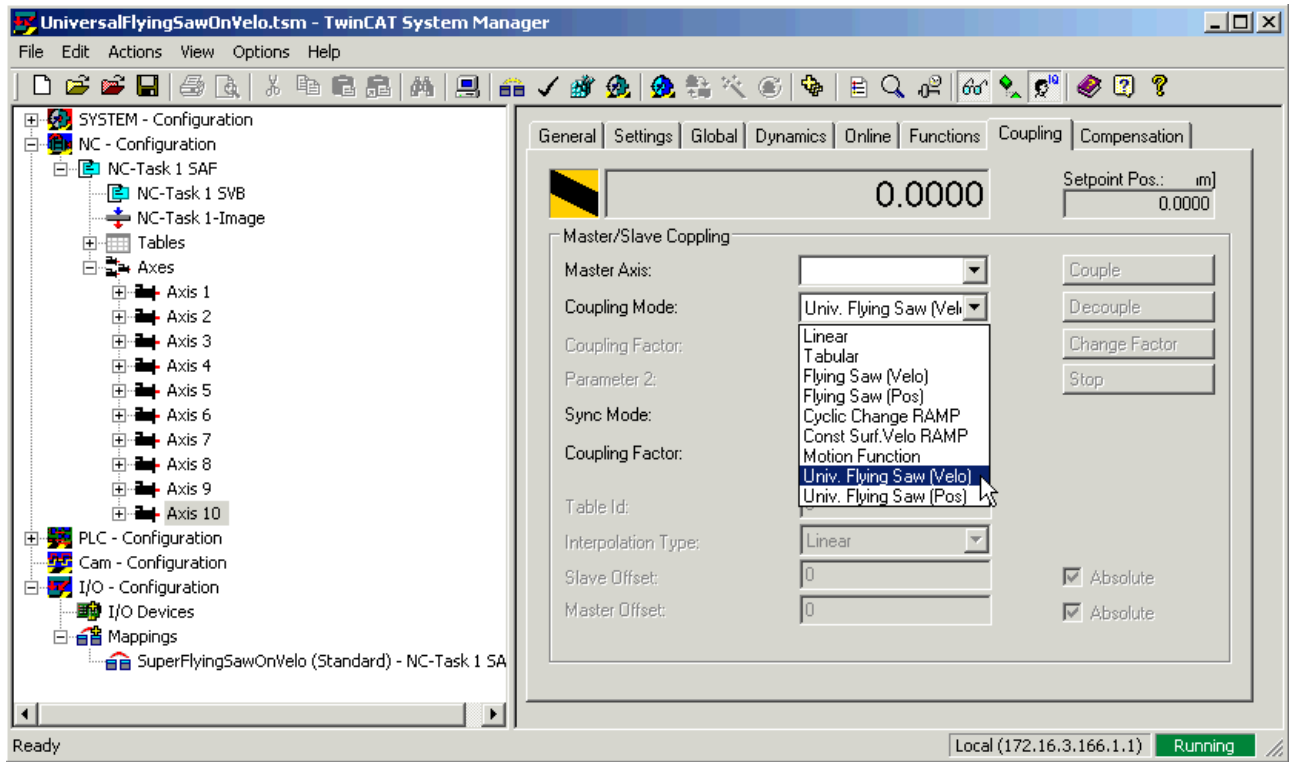 UniversalFlyingSawOnVelo.tsm - TwinCAT System Manager
File Edit Actions View Options Help
SYSTEM - Configuration
NC - Configuration
NC-Task 1 SAF
NC-Task 1 SVB
NC-Task 1-Image
Tables
Axes
Axis 1
Axis 2
Axis 3
Axis 4
Axis 5
Axis 6
Axis 7
Axis 8
Axis 9
Axis 10
PLC - Configuration
Cam - Configuration
I/O - Configuration
I/O Devices
Mappings
SuperFlyingSawOnVelo (Standard) - NC-Task 1 SA
General Settings Global Dynamics Online Functions Coupling Compensation
0.0000
Setpoint Pos.: ım]
0.0000
Master/Slave Coppling
Master Axis:
Couple
Coupling Mode: Univ. Flying Saw (Vel
Decouple
Linear
Tabular
Flying Saw (Velo)
Flying Saw (Pos)
Cyclic Change RAMP
Const Surf.Velo RAMP
Motion Function
Univ. Flying Saw (Velo)
Univ. Flying Saw (Pos)
Coupling Factor:
Change Factor
Parameter 2:
Stop
Sync Mode:
Coupling Factor:
Table Id:
Interpolation Type: Linear
Slave Offset: 0 Absolute
Master Offset: 0 Absolute
Ready
Local (172.16.3.166.1.1) Running